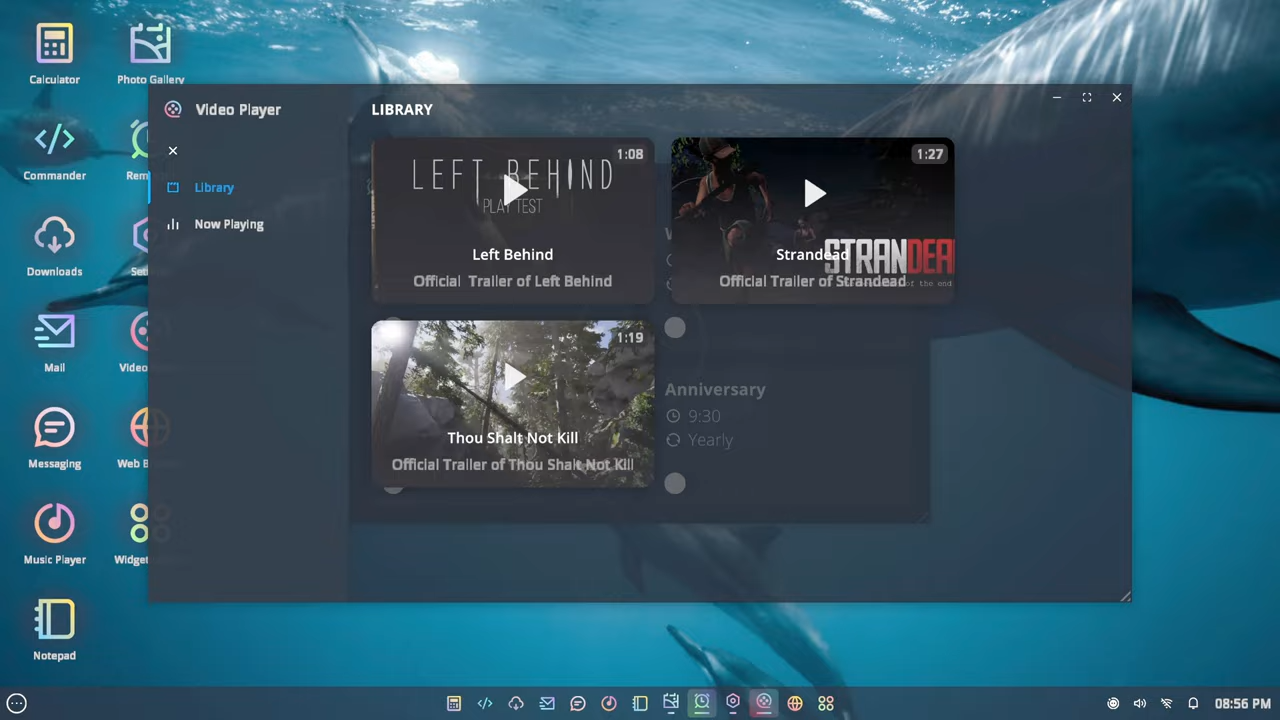 Calculator
Photo Gallery
Commander
Downloads
Mail
Messaging
Music Player
Notepad
Video Player
Library
Now Playing
LIBRARY
1:08
LEFT BEHIND
PLAY TEST
Left Behind
Official Trailer of Left Behind
1:27
STRANDEA
Strandead
of the end
Official Trailer of Strandead
1:19
Thou Shalt Not Kill
Official Trailer of Thou Shalt Not Kill
Anniversary
9:30
Yearly
08:56 PM